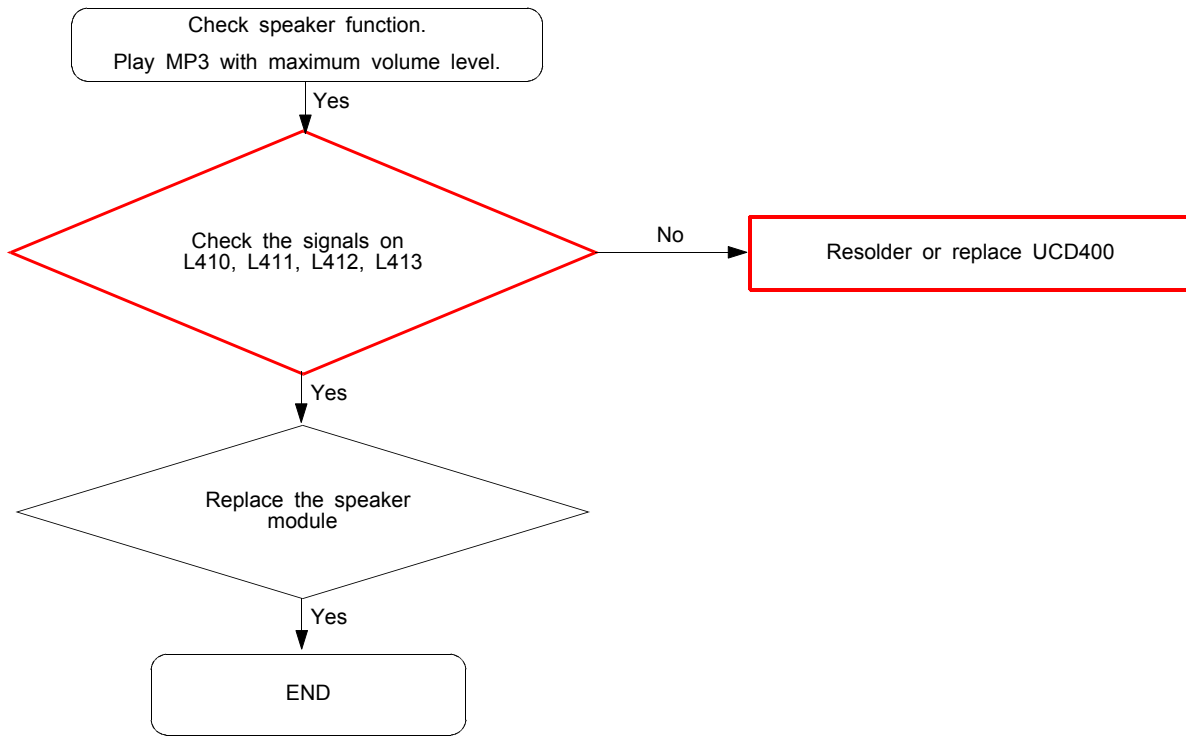 Check speaker function.
Play MP3 with maximum volume level.
Yes
Check the signals on
L410, L411, L412, L413
No
Resolder or replace UCD400
Yes
Replace the speaker
module
Yes
END